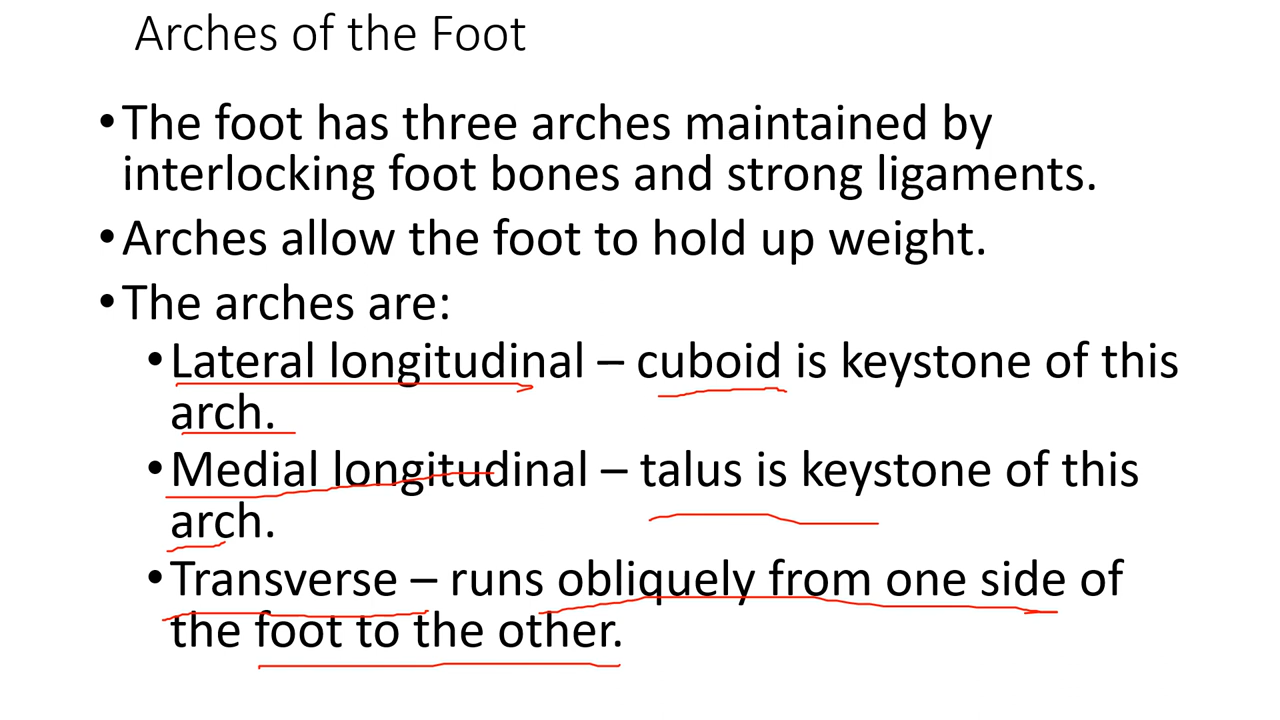 Arches of the Foot
•The foot has three arches maintained by
interlocking foot bones and strong ligaments.
•Arches allow the foot to hold up weight.
•The arches are:
•Lateral longitudinal – cuboid is keystone of this
arch.
•Medial longitudinal – talus is keystone of this
arch.
•Transverse – runs obliquely from one side of
the foot to the other.